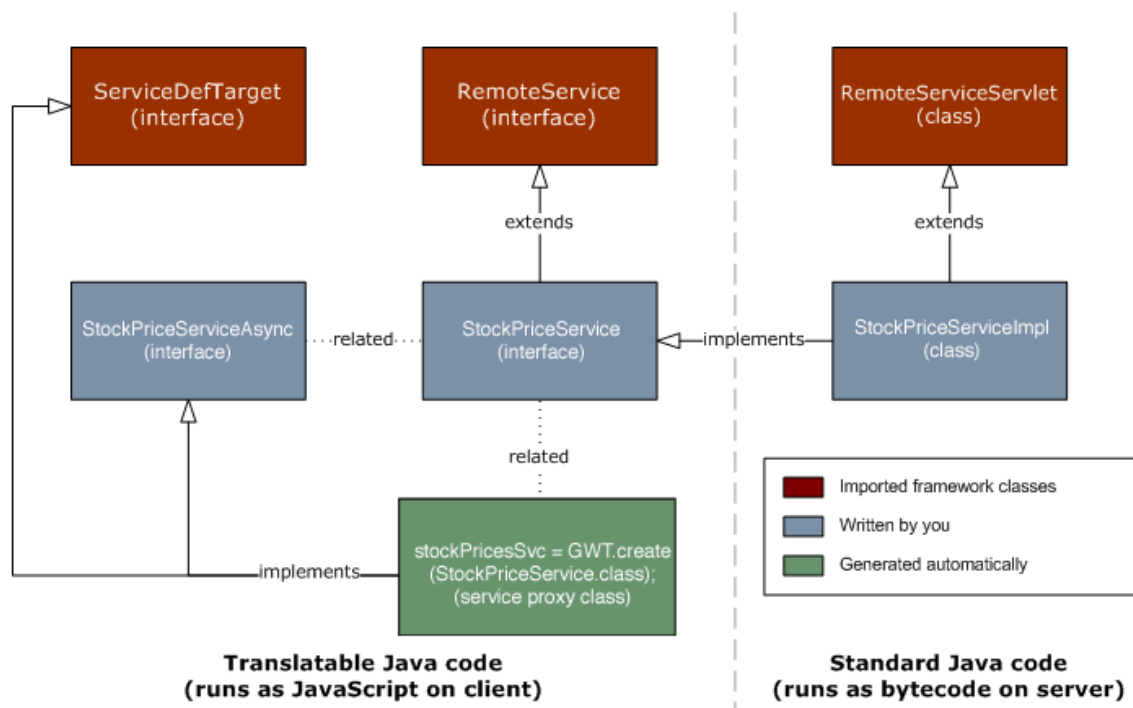 ServiceDefTarget
(interface)
RemoteService
(interface)
RemoteServiceServlet
(class)
extends
extends
StockPriceServiceAsync
(interface)
related
StockPriceService
(interface)
implements
StockPriceServiceImpl
(class)
related
Imported framework classes
Written by you
Generated automatically
implements
stockPricesSvc = GWT.create
(StockPriceService.class);
(service proxy class)
Translatable Java code
(runs as JavaScript on client)
Standard Java code
(runs as bytecode on server)